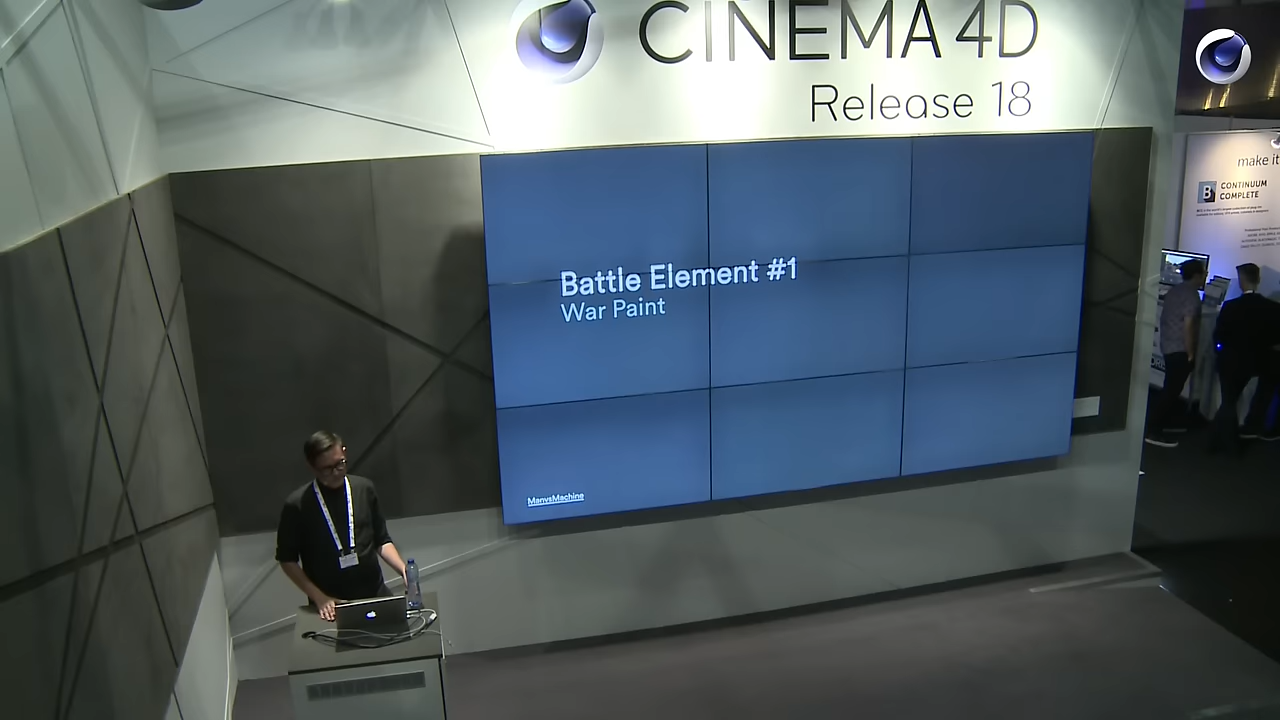 CINEMA 4D
Release 18
make it
CONTINUUM
COMPLETE
Battle Element #1
War Paint
ManvsMachine